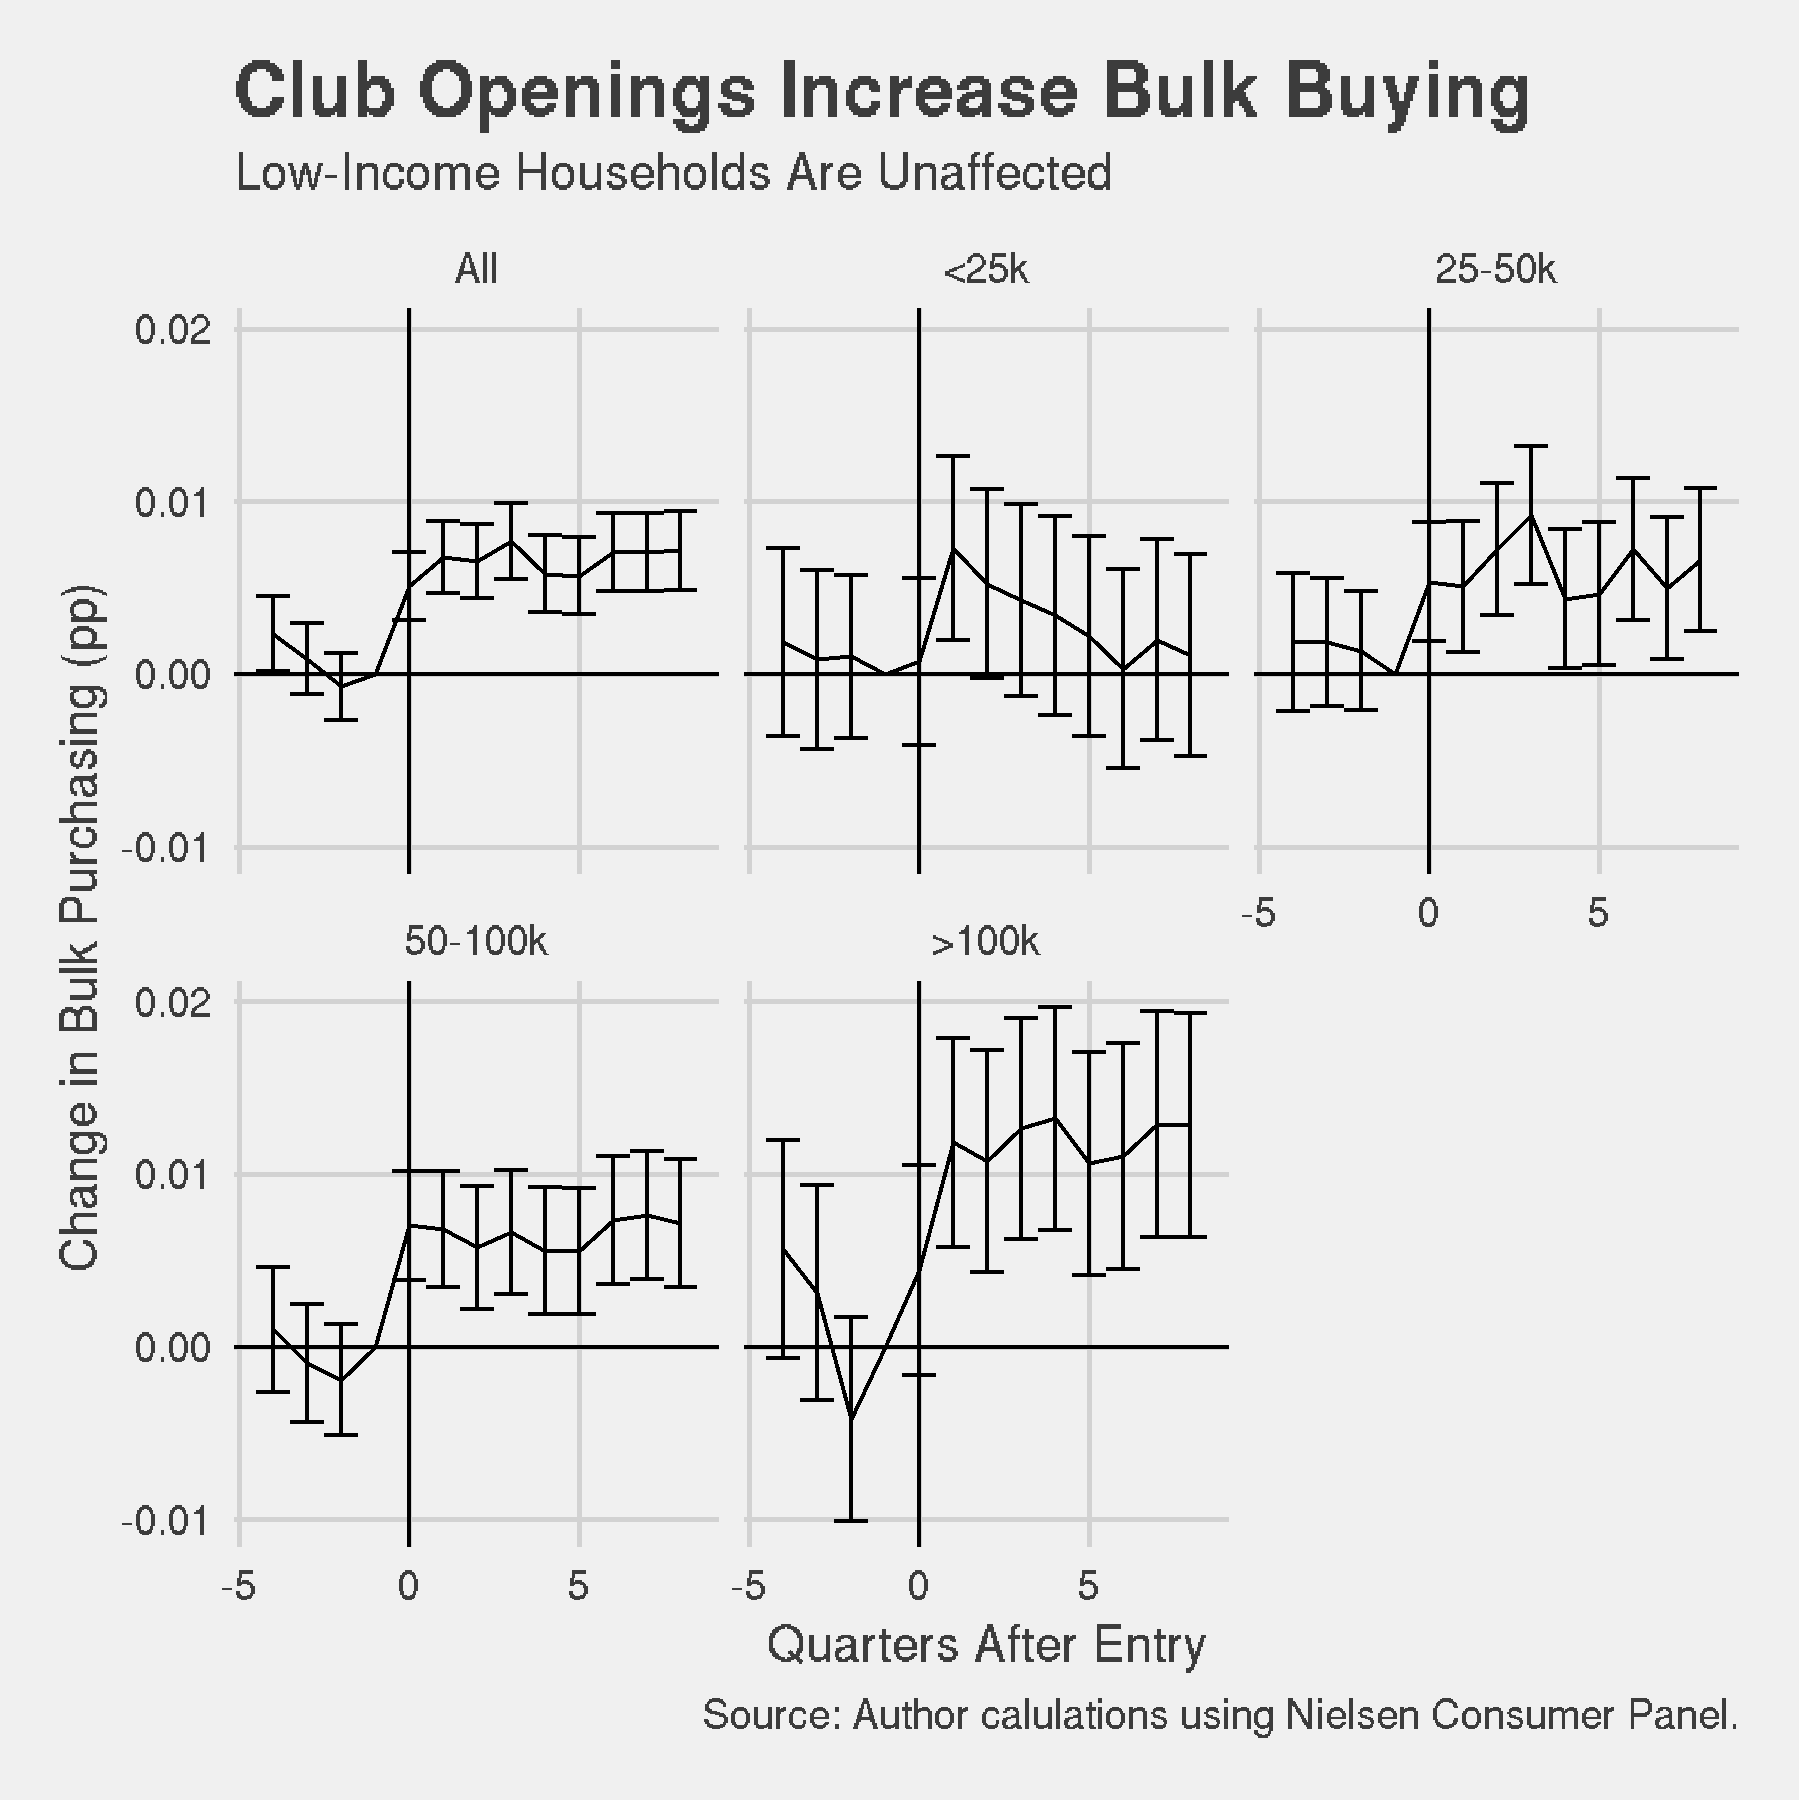 Club Openings Increase Bulk Buying
Low-Income Households Are Unaffected
All
<25k
25-50k
0.02
0.01
0.00
-0.01
-5 0 5
Change in Bulk Purchasing (pp)
50-100k
>100k
0.02
0.01
0.00
-0.01
-5 0 5
-5 0 5
Quarters After Entry
Source: Author calulations using Nielsen Consumer Panel.